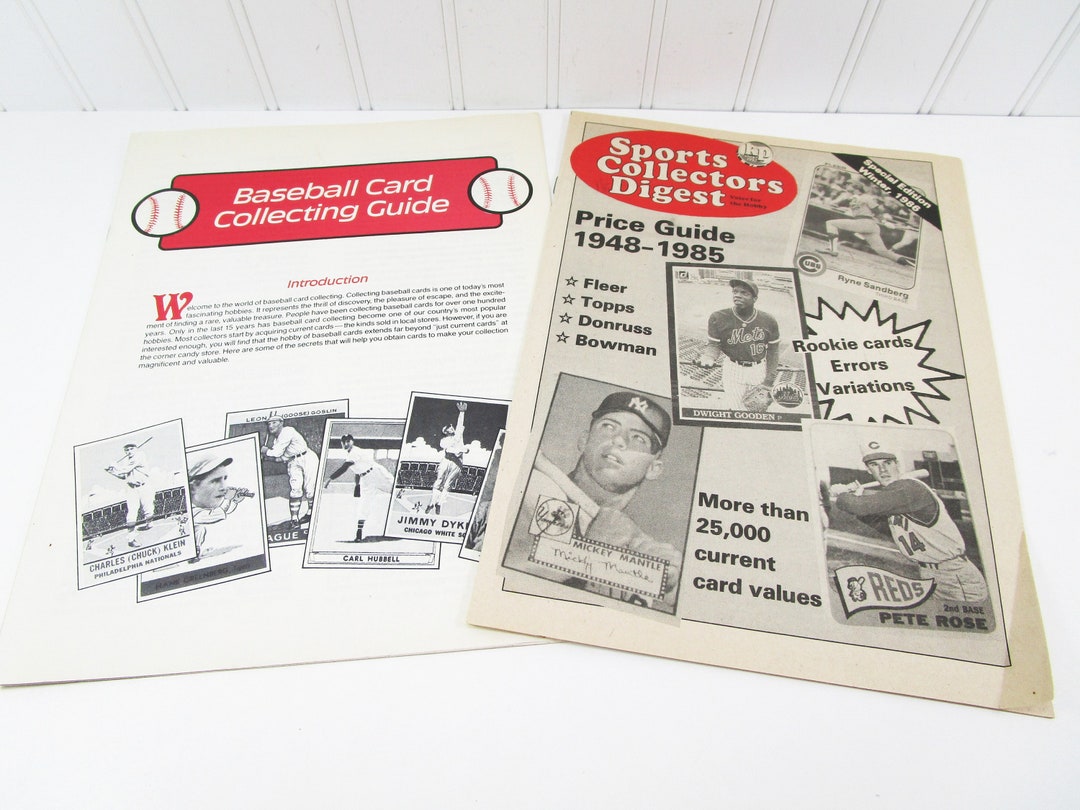 Baseball Card
Collecting Guide
Introduction
Welcome to the world of baseball card collecting. Collecting baseball cards is one of today's most
fascinating hobbies. It represents the thrill of discovery, the pleasure of escape, and the excite-
ment of finding a rare, valuable treasure. People have been collecting baseball cards for over one hundred
years. Only in the last 15 years has baseball card collecting become one of our country's most popular
hobbies. Most collectors start by acquiring current cards — the kinds sold in local stores. However, if you are
interested enough, you will find that the hobby of baseball cards extends far beyond "just current cards" at
the corner candy store. Here are some of the secrets that will help you obtain cards to make your collection
magnificent and valuable.
CHARLES (CHUCK) KLEIN
PHILADELPHIA NATIONALS
LEON (GOOSE) GOSLIN
CARL HUBBELL
JIMMY DYK
CHICAGO WHITE SO
Sports
Collectors
Digest
Voice for
the Hobby
kp
Special Edition
Winter, 1986
Price Guide
1948-1985
☆ Fleer
☆ Topps
☆ Donruss
☆ Bowman
CUBS
Ryne Sandberg
Mets
16
DWIGHT GOODEN P
Rookie cards
Errors
Variations
MICKEY MANTLE
Mickey Mantle
More than
25,000
current
card values
14
REDS
2nd BASE
PETE ROSE